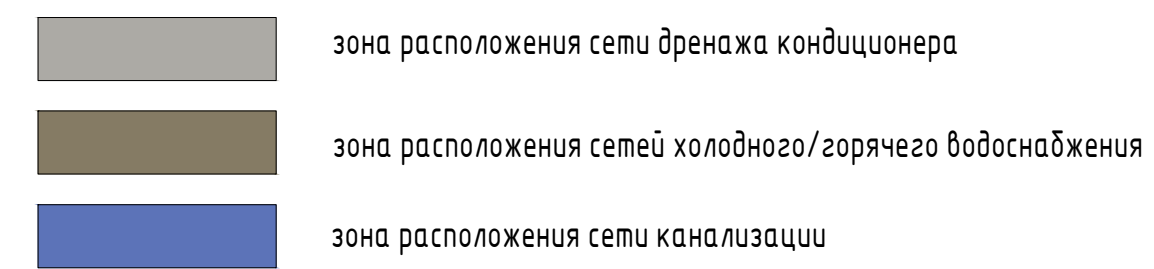 зона расположения сети дренажа кондиционера
зона расположения сетей холодного/горячего водоснабжения
зона расположения сети канализации